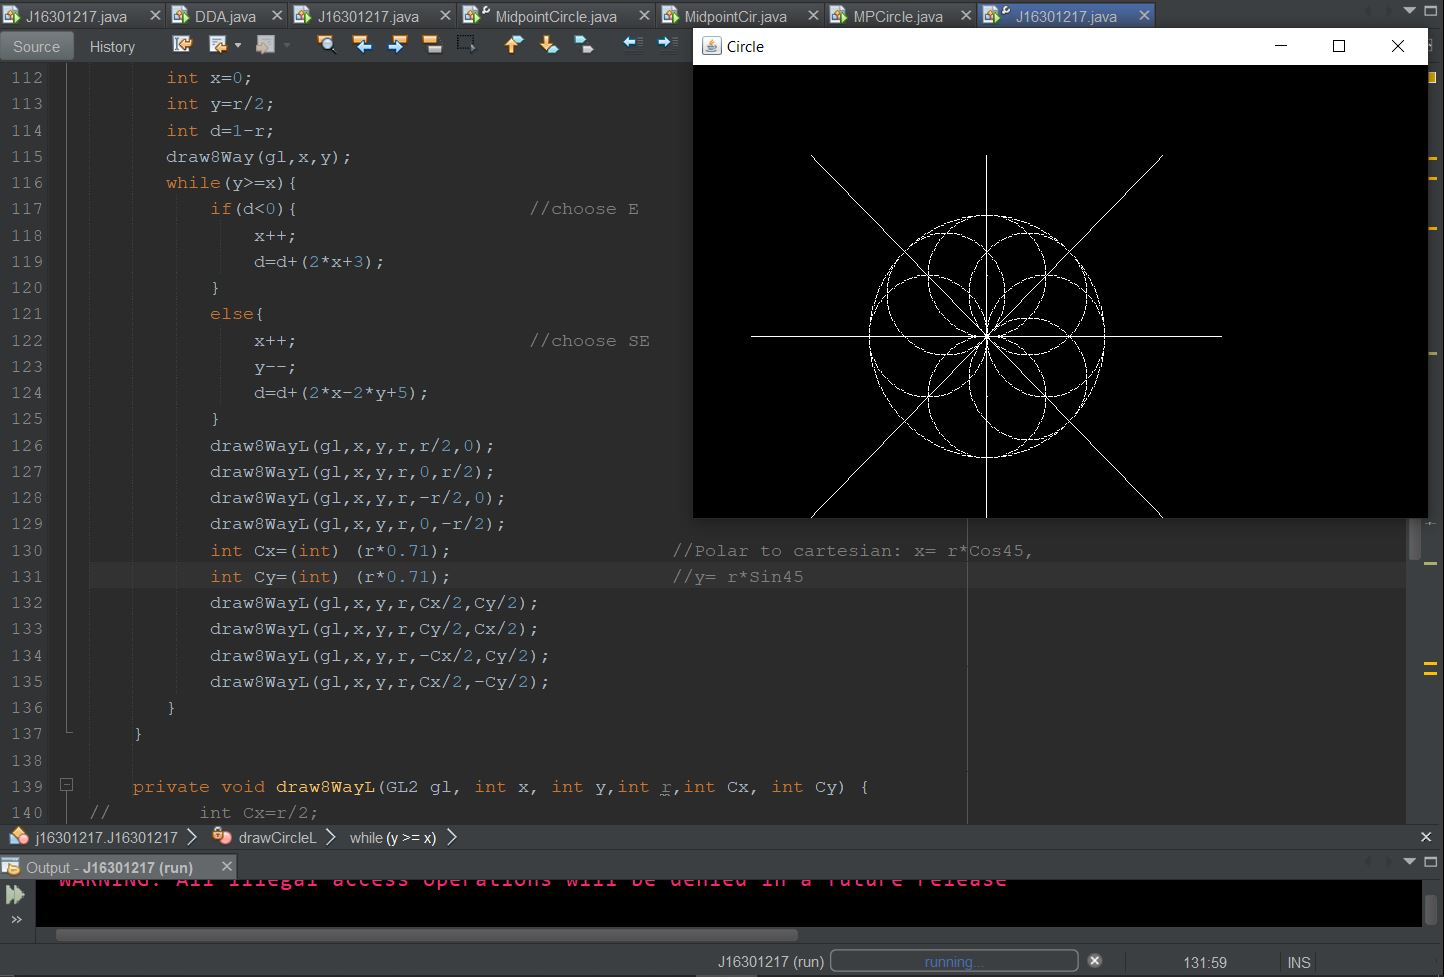 J16301217.java DDA.java J16301217.java MidpointCircle.java MidpointCir.java MPCircle.java J16301217.java
Source History
Circle
112 int x=0;
113 int y=r/2;
114 int d=1-r;
115 draw8Way(gl,x,y);
116 while(y>=x){
117 if(d<0){ //choose E
118 x++;
119 d=d+(2*x+3);
120 }
121 else{
122 x++; //choose SE
123 y--;
124 d=d+(2*x-2*y+5);
125 }
126 draw8WayL(gl,x,y,r,r/2,0);
127 draw8WayL(gl,x,y,r,0,r/2);
128 draw8WayL(gl,x,y,r,-r/2,0);
129 draw8WayL(gl,x,y,r,0,-r/2);
130 int Cx=(int) (r*0.71); //Polar to cartesian: x= r*Cos45,
131 int Cy=(int) (r*0.71); //y= r*Sin45
132 draw8WayL(gl,x,y,r,Cx/2,Cy/2);
133 draw8WayL(gl,x,y,r,Cy/2,Cx/2);
134 draw8WayL(gl,x,y,r,-Cx/2,Cy/2);
135 draw8WayL(gl,x,y,r,Cx/2,-Cy/2);
136 }
137 }
138
139 private void draw8WayL(GL2 gl, int x, int y,int r,int Cx, int Cy) {
140 // int Cx=r/2;
j16301217.J16301217 drawCircleL while (y >= x)
Output - J16301217 (run)
WARNING: All illegal access operations will be denied in a future release
J16301217 (run) running... 131:59 INS